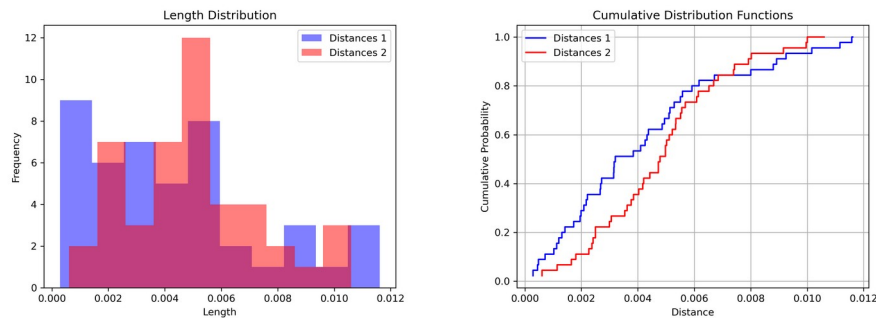 Length Distribution
Distances 1
Distances 2
12
10
8
6
4
2
0
Frequency
0.000
0.002
0.004
0.006
0.008
0.010
0.012
Length
Cumulative Distribution Functions
Distances 1
Distances 2
1.0
0.8
0.6
0.4
0.2
0.0
Cumulative Probability
0.000
0.002
0.004
0.006
0.008
0.010
0.012
Distance